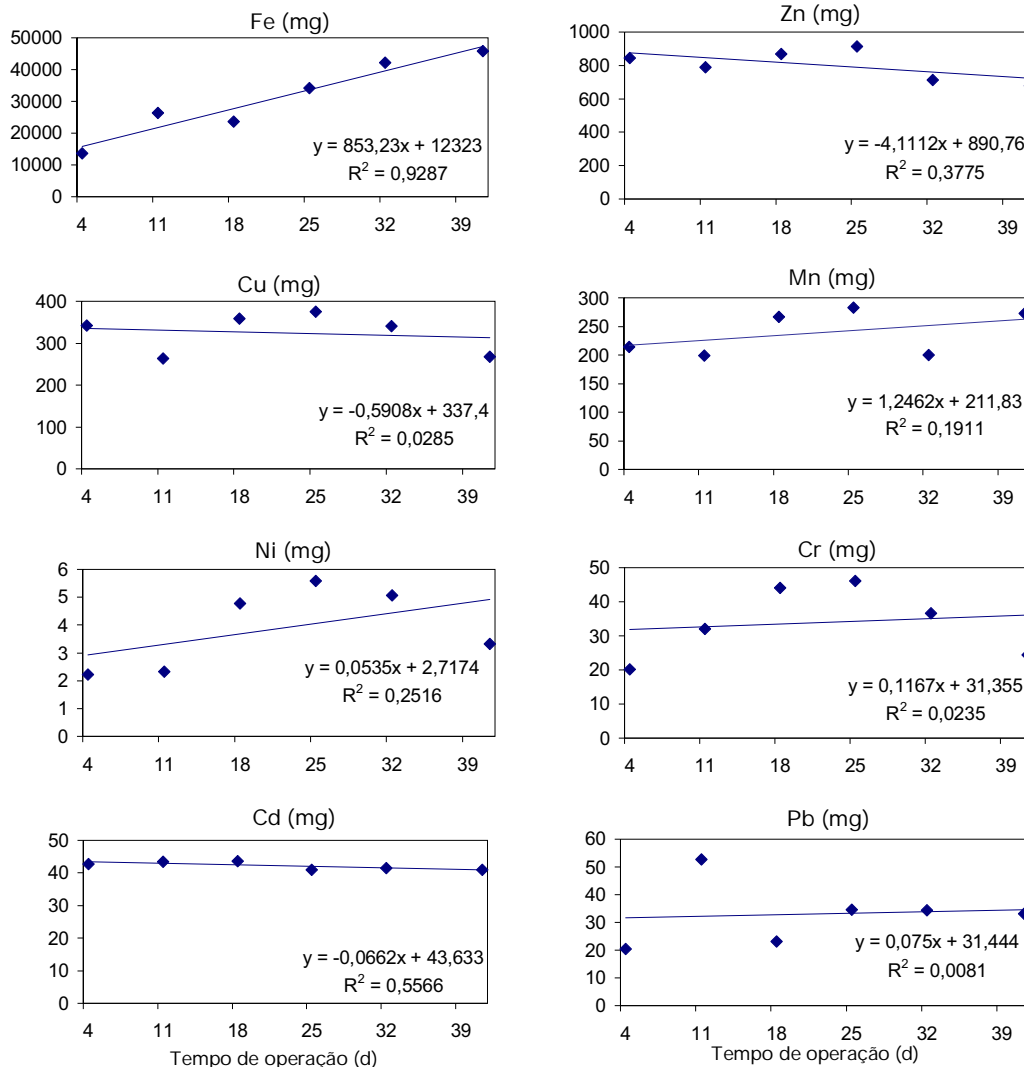 Fe (mg)
50000
40000
30000
20000
10000
0
y = 853,23x + 12323
R² = 0,9287
4 11 18 25 32 39
Zn (mg)
1000
800
600
400
200
0
y = -4,1112x + 890,76
R² = 0,3775
4 11 18 25 32 39
Cu (mg)
400
300
200
100
0
y = -0,5908x + 337,4
R² = 0,0285
4 11 18 25 32 39
Mn (mg)
300
250
200
150
100
50
0
y = 1,2462x + 211,83
R² = 0,1911
4 11 18 25 32 39
Ni (mg)
6
5
4
3
2
1
0
y = 0,0535x + 2,7174
R² = 0,2516
4 11 18 25 32 39
Cr (mg)
50
40
30
20
10
0
y = 0,1167x + 31,355
R² = 0,0235
4 11 18 25 32 39
Cd (mg)
50
40
30
20
10
0
y = -0,0662x + 43,633
R² = 0,5566
4 11 18 25 32 39
Tempo de operação (d)
Pb (mg)
60
50
40
30
20
10
0
y = 0,075x + 31,444
R² = 0,0081
4 11 18 25 32 39
Tempo de operação (d)